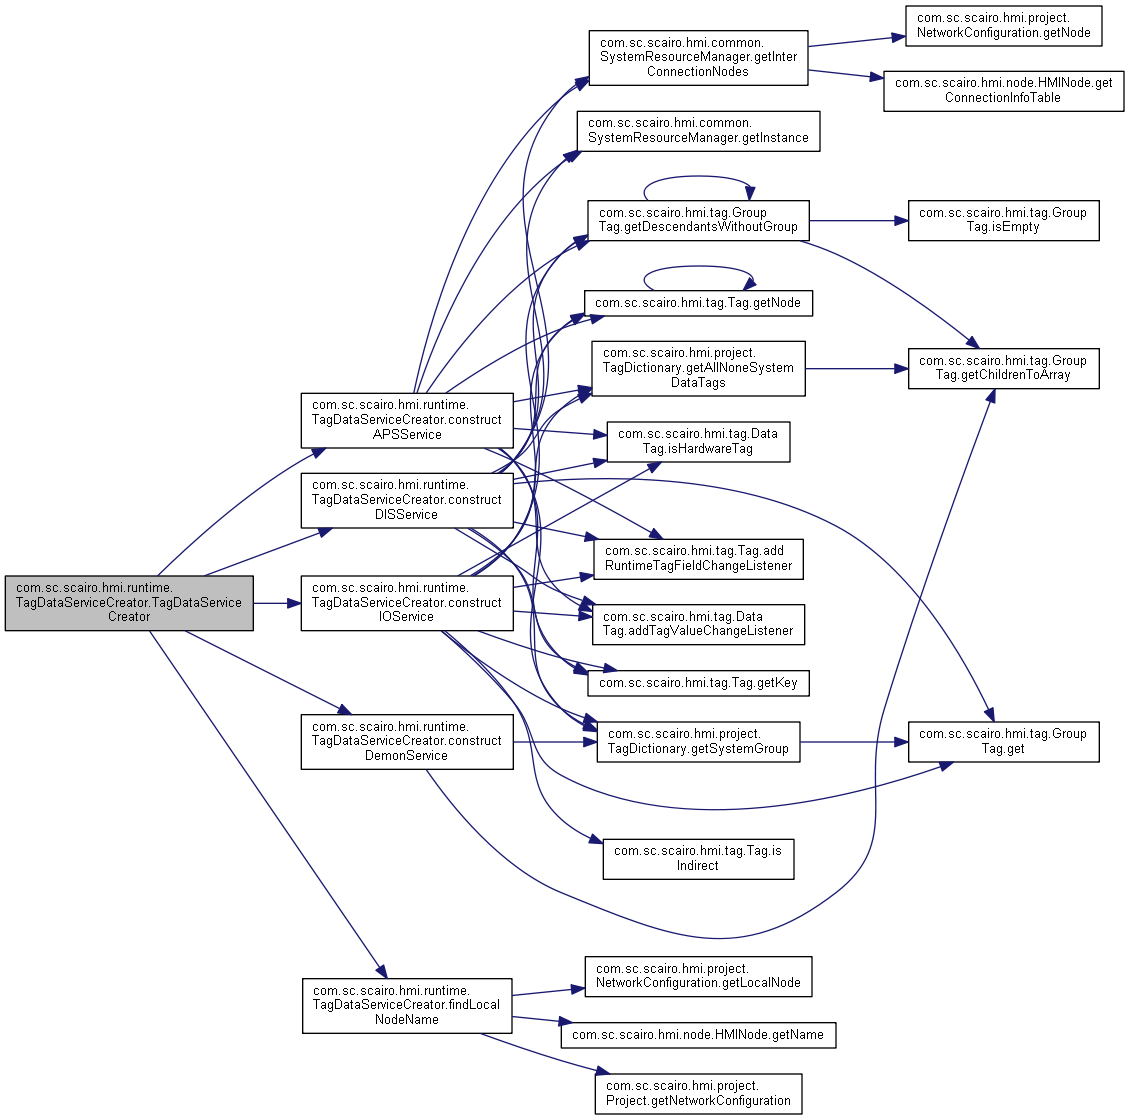 com.sc.scairo.hmi.runtime.
TagDataServiceCreator.TagDataService
Creator
com.sc.scairo.hmi.runtime.
TagDataServiceCreator.construct
APSService
com.sc.scairo.hmi.runtime.
TagDataServiceCreator.construct
DISService
com.sc.scairo.hmi.runtime.
TagDataServiceCreator.construct
IOService
com.sc.scairo.hmi.runtime.
TagDataServiceCreator.construct
DemonService
com.sc.scairo.hmi.runtime.
TagDataServiceCreator.findLocal
NodeName
com.sc.scairo.hmi.common.
SystemResourceManager.getInter
ConnectionNodes
com.sc.scairo.hmi.common.
SystemResourceManager.getInstance
com.sc.scairo.hmi.tag.Group
Tag.getDescendantsWithoutGroup
com.sc.scairo.hmi.tag.Tag.getNode
com.sc.scairo.hmi.project.
TagDictionary.getAllNoneSystem
DataTags
com.sc.scairo.hmi.tag.Data
Tag.isHardwareTag
com.sc.scairo.hmi.tag.Tag.add
RuntimeTagFieldChangeListener
com.sc.scairo.hmi.tag.Data
Tag.addTagValueChangeListener
com.sc.scairo.hmi.tag.Tag.getKey
com.sc.scairo.hmi.project.
TagDictionary.getSystemGroup
com.sc.scairo.hmi.tag.Tag.is
Indirect
com.sc.scairo.hmi.project.
NetworkConfiguration.getLocalNode
com.sc.scairo.hmi.node.HMINode.getName
com.sc.scairo.hmi.project.
Project.getNetworkConfiguration
com.sc.scairo.hmi.project.
NetworkConfiguration.getNode
com.sc.scairo.hmi.node.HMINode.get
ConnectionInfoTable
com.sc.scairo.hmi.tag.Group
Tag.isEmpty
com.sc.scairo.hmi.tag.Group
Tag.getChildrenToArray
com.sc.scairo.hmi.tag.Group
Tag.get